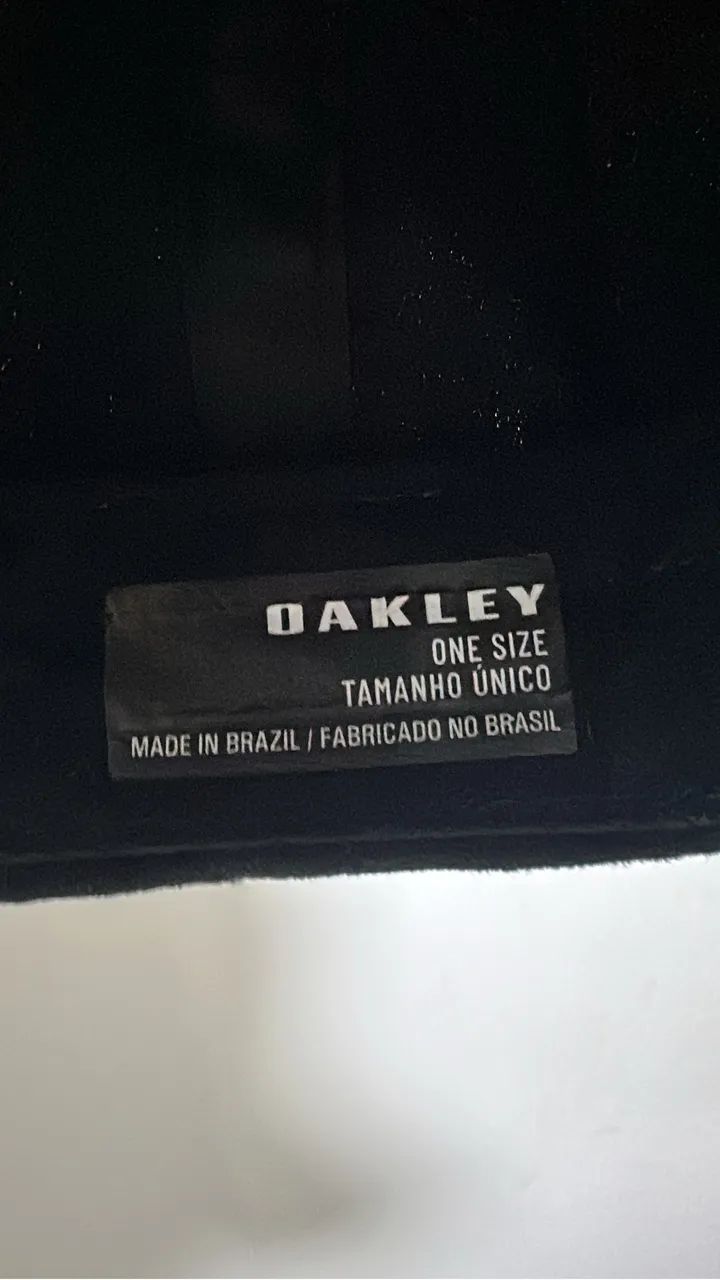 OAKLEY
ONE SIZE
TAMANHO ÚNICO
MADE IN BRAZIL / FABRICADO NO BRASIL